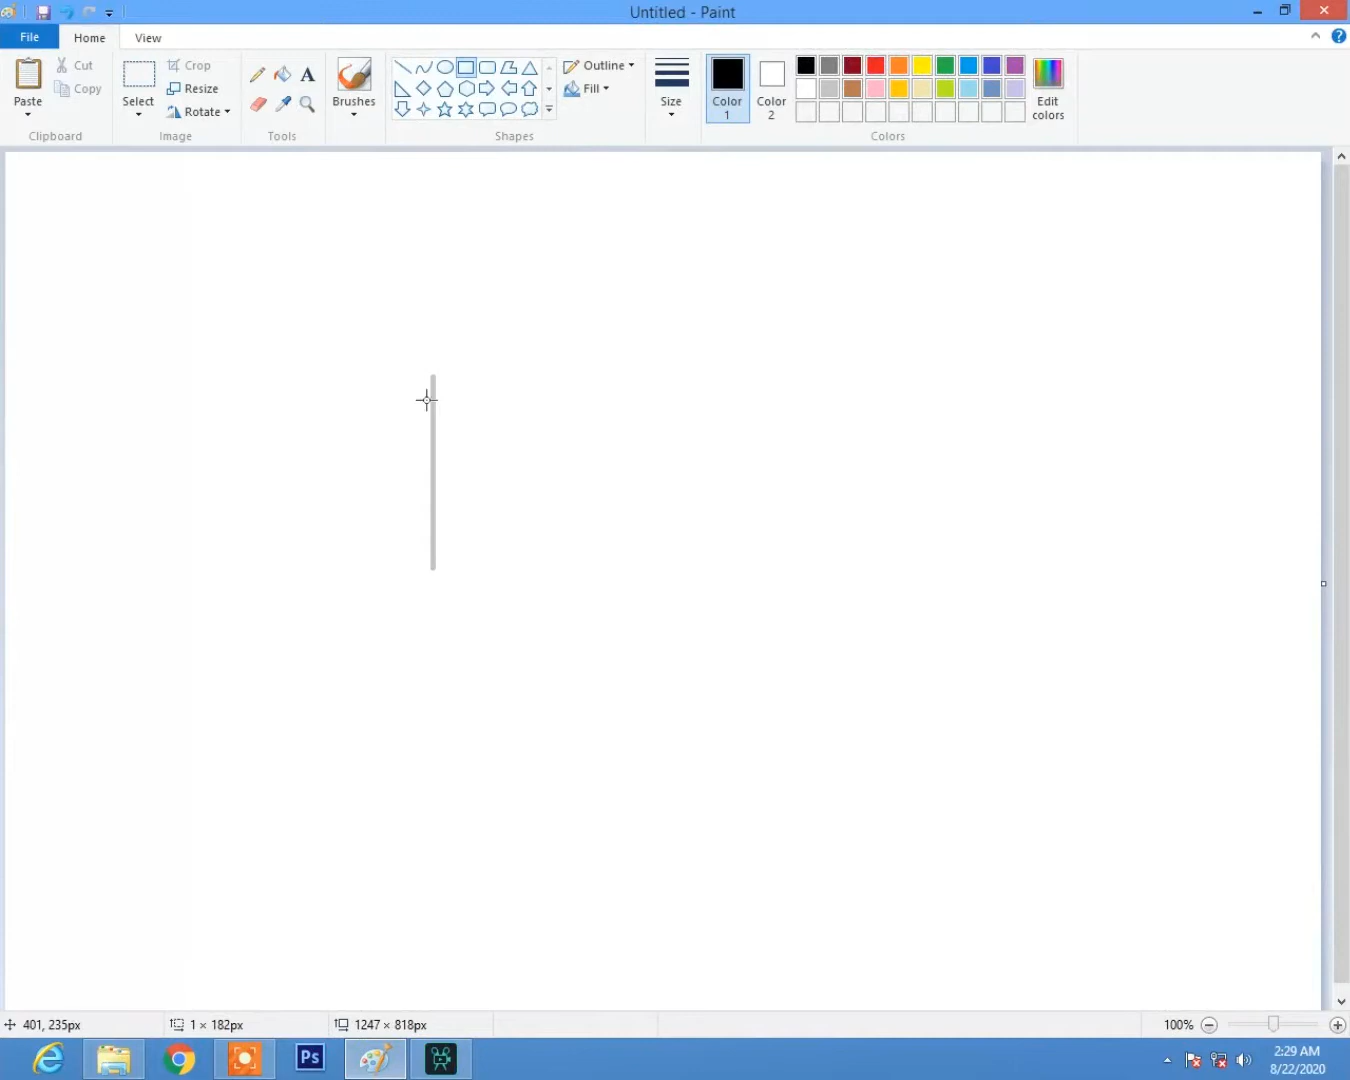 Untitled - Paint
File Home View
Paste
Cut
Copy
Clipboard
Select
Crop
Resize
Rotate
Image
A
Tools
Brushes
Outline
Fill
Shapes
Size
Color 1
Color 2
Edit colors
Colors
401, 235px 1 × 182px 1247 × 818px 100%
Ps
2:29 AM
8/22/2020